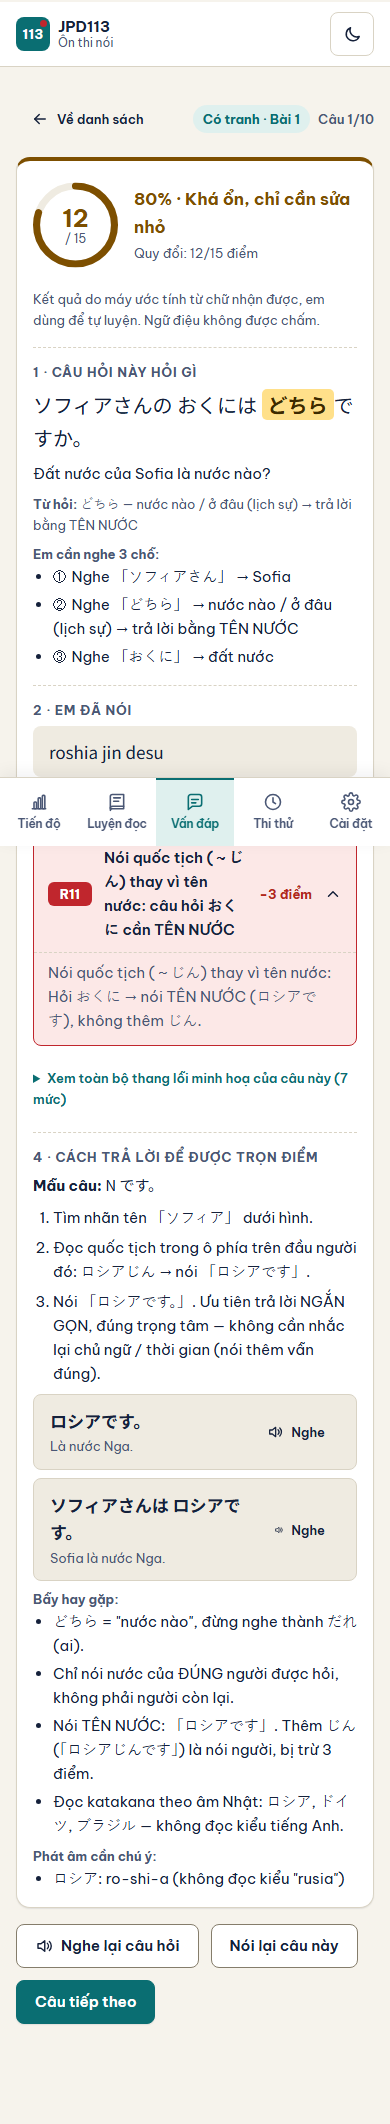 113
JPD113
Ôn thi nói
Về danh sách
Có tranh · Bài 1
Câu 1/10
12
/ 15
80% · Khá ổn, chỉ cần sửa
nhỏ
Quy đổi: 12/15 điểm
Kết quả do máy ước tính từ chữ nhận được, em
dùng để tự luyện. Ngữ điệu không được chấm.
1 · CÂU HỎI NÀY HỎI GÌ
ソフィアさんの おくには どちらで
すか。
Đất nước của Sofia là nước nào?
Từ hỏi: どちら — nước nào / ở đâu (lịch sự) → trả lời
bằng TÊN NƯỚC
Em cần nghe 3 chỗ:
• ① Nghe 「ソフィアさん」 → Sofia
• ② Nghe 「どちら」 → nước nào / ở đâu
(lịch sự) → trả lời bằng TÊN NƯỚC
• ③ Nghe 「おくに」 → đất nước
2 · EM ĐÃ NÓI
roshia jin desu
Tiến độ
Luyện đọc
Vấn đáp
Thi thử
Cài đặt
R11
Nói quốc tịch (~じ
ん) thay vì tên
nước: câu hỏi おく
に cần TÊN NƯỚC
−3 điểm
Nói quốc tịch (~じん) thay vì tên nước:
Hỏi おくに → nói TÊN NƯỚC (ロシアで
す), không thêm じん.
▶ Xem toàn bộ thang lỗi minh hoạ của câu này (7
mức)
4 · CÁCH TRẢ LỜI ĐỂ ĐƯỢC TRỌN ĐIỂM
Mẫu câu: N です。
1. Tìm nhãn tên 「ソフィア」 dưới hình.
2. Đọc quốc tịch trong ô phía trên đầu người
đó: ロシアじん → nói 「ロシアです」.
3. Nói 「ロシアです。」. Ưu tiên trả lời NGẮN
GỌN, đúng trọng tâm — không cần nhắc
lại chủ ngữ / thời gian (nói thêm vẫn
đúng).
ロシアです。
Là nước Nga.
Nghe
ソフィアさんは ロシアで
す。
Sofia là nước Nga.
Nghe
Bẫy hay gặp:
• どちら = "nước nào", đừng nghe thành だれ
(ai).
• Chỉ nói nước của ĐÚNG người được hỏi,
không phải người còn lại.
• Nói TÊN NƯỚC: 「ロシアです」. Thêm じん
(「ロシアじんです」) là nói người, bị trừ 3
điểm.
• Đọc katakana theo âm Nhật: ロシア, ドイ
ツ, ブラジル — không đọc kiểu tiếng Anh.
Phát âm cần chú ý:
• ロシア: ro-shi-a (không đọc kiểu "rusia")
Nghe lại câu hỏi
Nói lại câu này
Câu tiếp theo